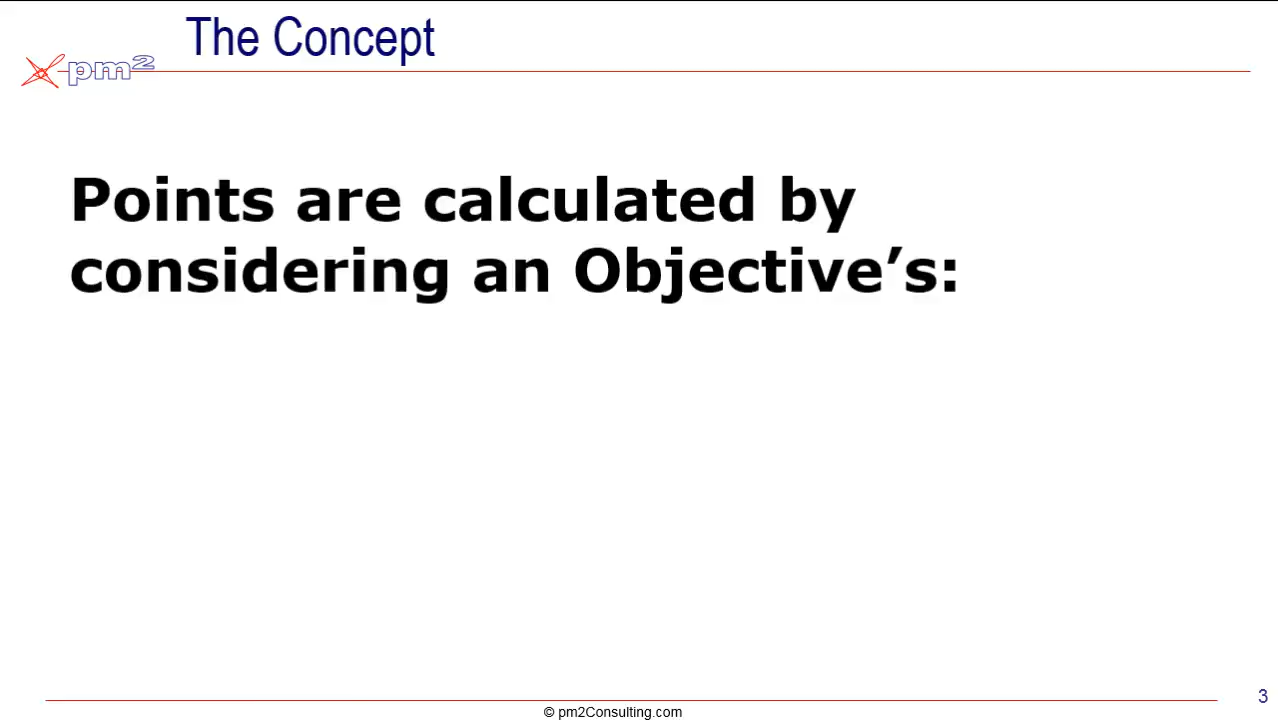 The Concept
pm2
Points are calculated by
considering an Objective’s:
3
© pm2Consulting.com